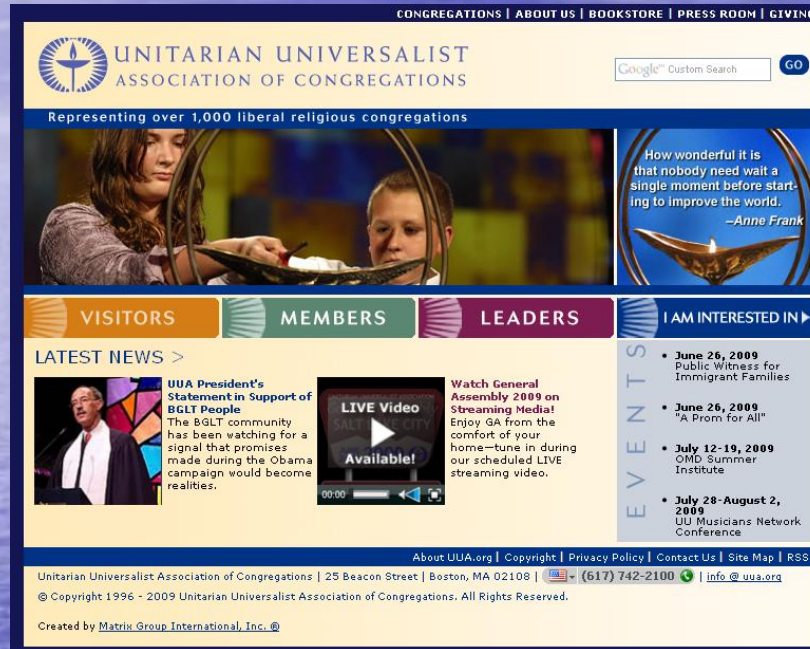 CONGREGATIONS | ABOUT US | BOOKSTORE | PRESS ROOM | GIVING
UNITARIAN UNIVERSALIST
ASSOCIATION OF CONGREGATIONS
Google™ Custom Search
GO
Representing over 1,000 liberal religious congregations
How wonderful it is
that nobody need wait a
single moment before start-
ing to improve the world.
–Anne Frank
VISITORS
MEMBERS
LEADERS
I AM INTERESTED IN
LATEST NEWS >
UUA President's
Statement in Support of
BGLT People
The BGLT community
has been watching for a
signal that promises
made during the Obama
campaign would become
realities.
LIVE Video
SALT LAKE CITY
Available!
00:00
Watch General
Assembly 2009 on
Streaming Media!
Enjoy GA from the
comfort of your
home—tune in during
our scheduled LIVE
streaming video.
EVENTS
• June 26, 2009
Public Witness for
Immigrant Families
• June 26, 2009
"A Prom for All"
• July 12-19, 2009
OMD Summer
Institute
• July 28-August 2,
2009
UU Musicians Network
Conference
About UUA.org | Copyright | Privacy Policy | Contact Us | Site Map | RSS
Unitarian Universalist Association of Congregations | 25 Beacon Street | Boston, MA 02108 | (617) 742-2100 | info @ uua.org
© Copyright 1996 - 2009 Unitarian Universalist Association of Congregations. All Rights Reserved.
Created by Matrix Group International, Inc. ®